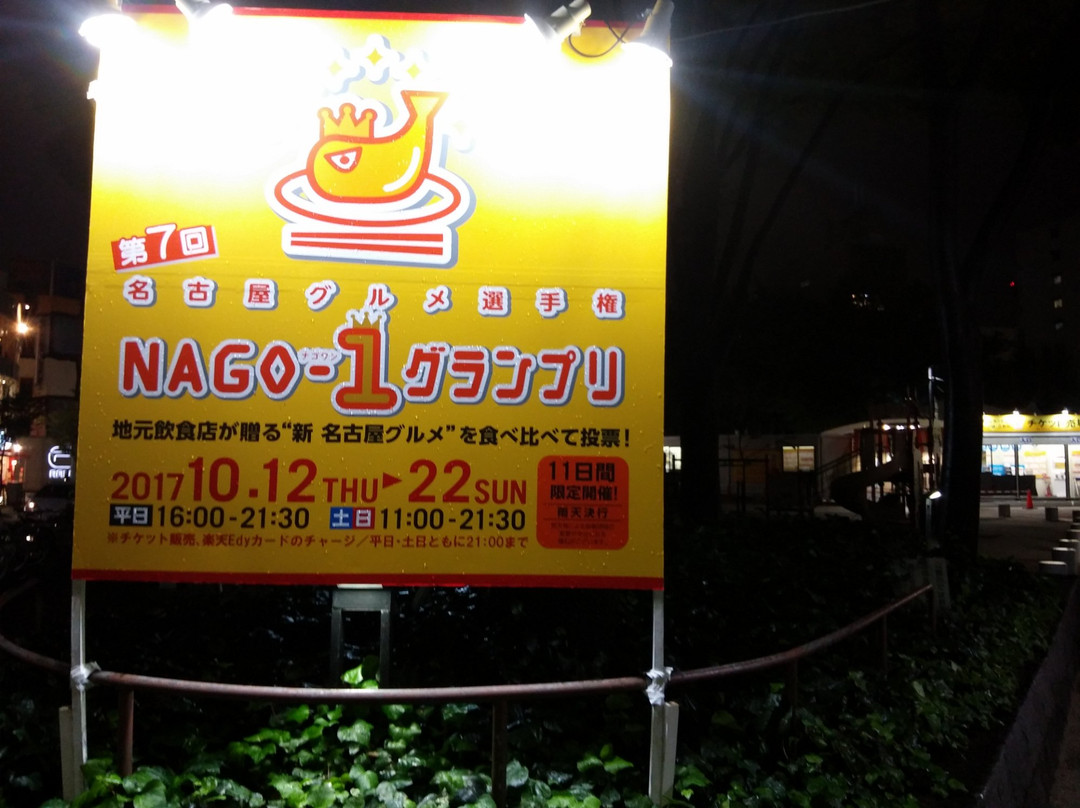 第7回
名古屋グルメ選手権
ナゴワン
NAGO-1グランプリ
地元飲食店が贈る“新 名古屋グルメ”を食べ比べて投票!
2017 10.12 THU ▶ 22 SUN
平日 16:00-21:30 土日 11:00-21:30
※チケット販売、楽天Edyカードのチャージ/平日・土日ともに21:00まで
11日間
限定開催!
雨天決行
チケット